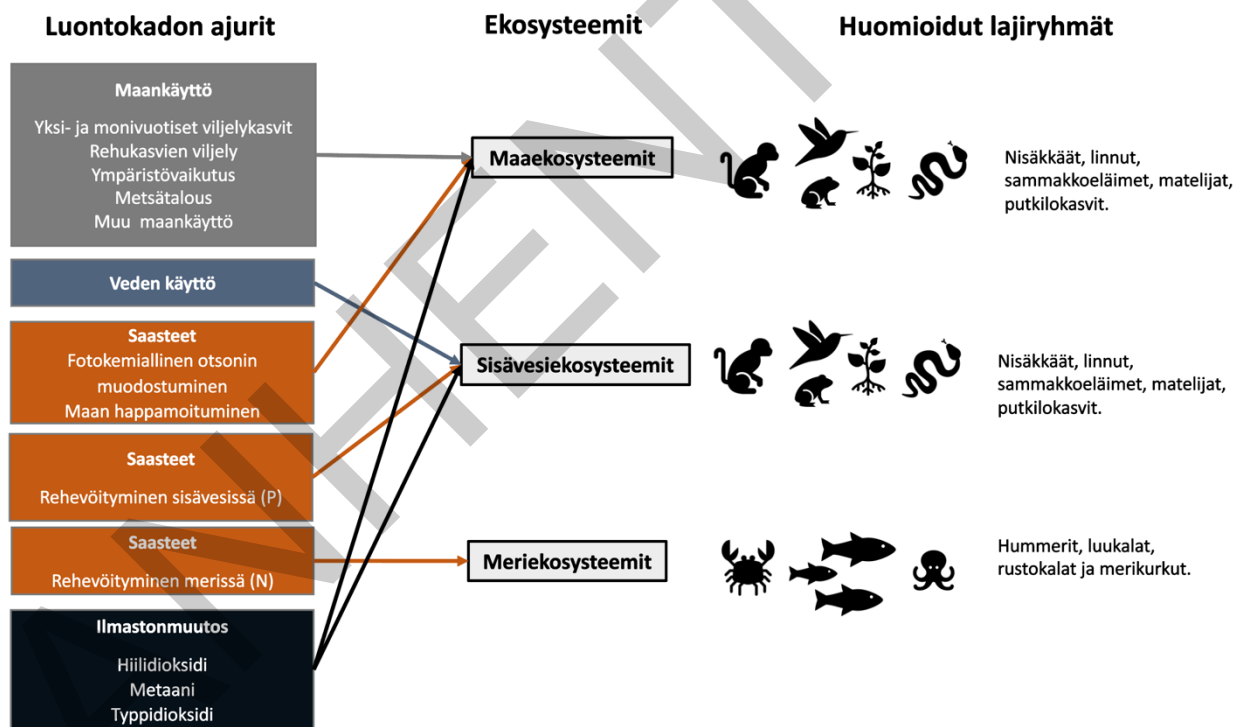 Luontokadon ajurit
Ekosysteemit
Huomioidut lajiryhmät
Maankäyttö
Yksi- ja monivuotiset viljelykasvit
Rehukasvien viljely
Ympäristövaikutus
Metsätalous
Muu maankäyttö
Veden käyttö
Saasteet
Fotokemiallinen otsonin
muodostuminen
Maan happamoituminen
Saasteet
Rehevöityminen sisävesissä (P)
Saasteet
Rehevöityminen merissä (N)
Ilmastonmuutos
Hiilidioksidi
Metaani
Typpidioksidi
Maaekosysteemit
Sisävesiekosysteemit
Meriekosysteemit
Nisäkkäät, linnut,
sammakkoeläimet, matelijat,
putkilokasvit.
Nisäkkäät, linnut,
sammakkoeläimet, matelijat,
putkilokasvit.
Hummerit, luukalat,
rustokalat ja merikurkut.